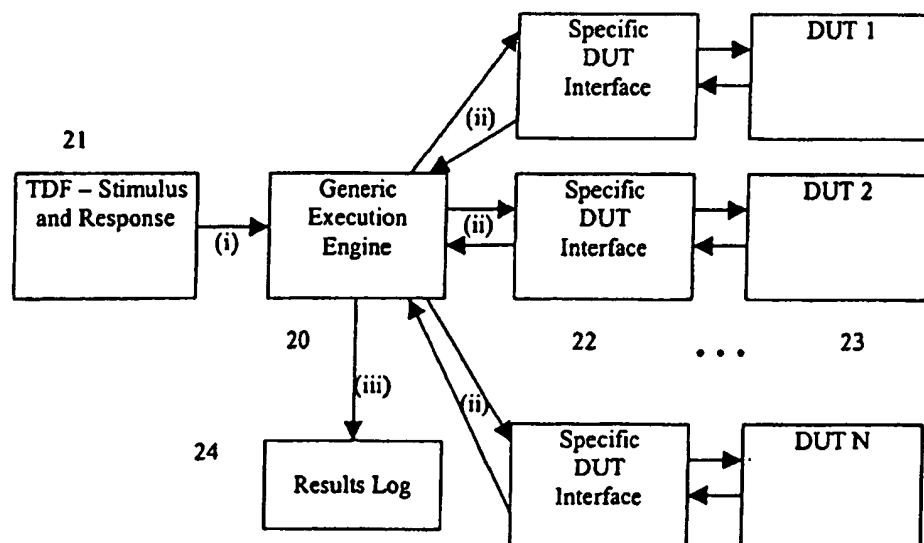 Specific
DUT
Interface
DUT 1
(ii)
21
TDF – Stimulus
and Response
(i)
Generic
Execution
Engine
(ii)
Specific
DUT
Interface
DUT 2
20
22
• • •
23
(iii)
(ii)
24
Results Log
Specific
DUT
Interface
DUT N